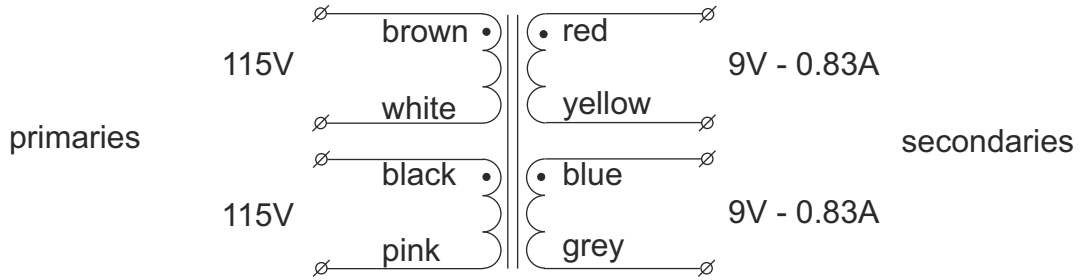 brown
red
115V
9V - 0.83A
white
yellow
primaries
secondaries
black
blue
115V
9V - 0.83A
pink
grey